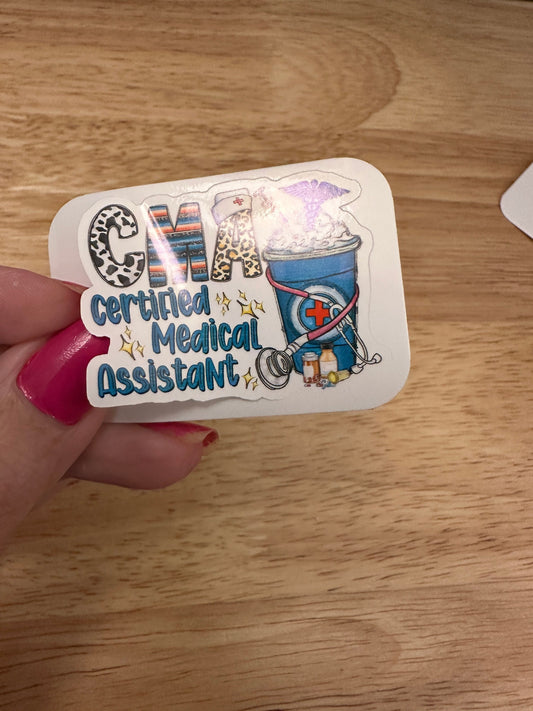 CMA
Certified
Medical
Assistant